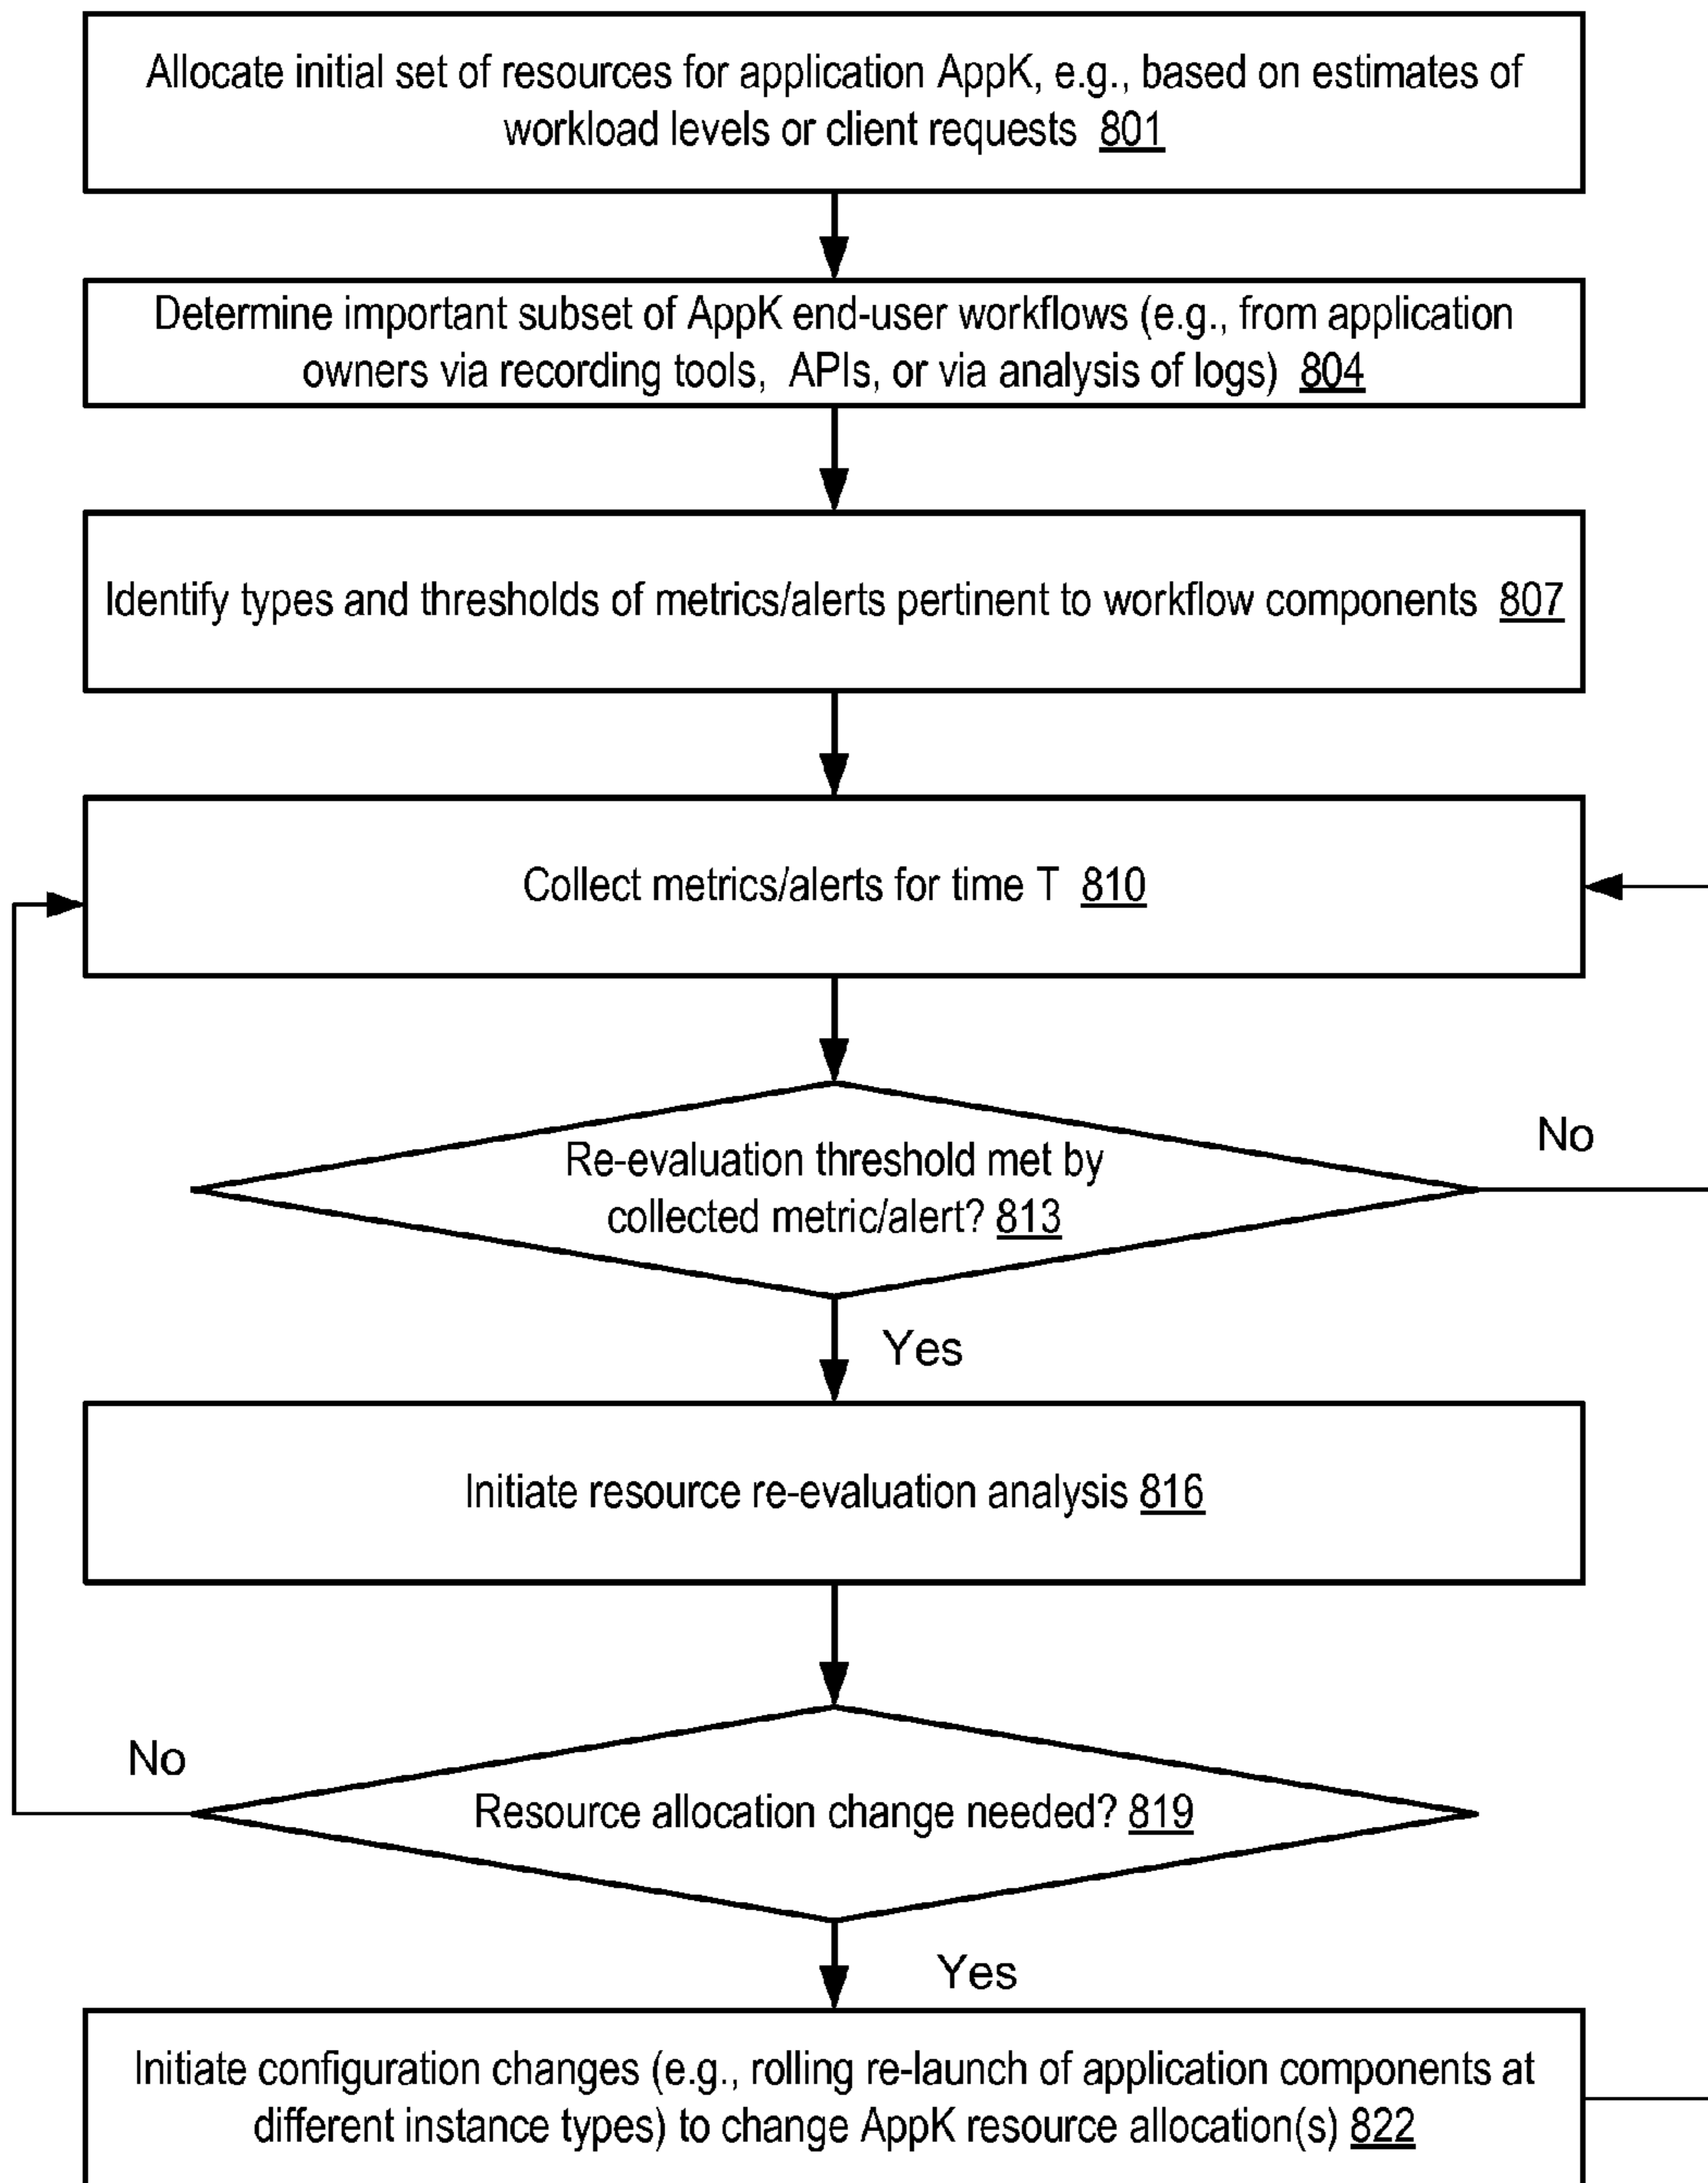 Allocate initial set of resources for application AppK, e.g., based on estimates of
workload levels or client requests 801
Determine important subset of AppK end-user workflows (e.g., from application
owners via recording tools, APIs, or via analysis of logs) 804
Identify types and thresholds of metrics/alerts pertinent to workflow components 807
Collect metrics/alerts for time T 810
Re-evaluation threshold met by
collected metric/alert? 813
No
Yes
Initiate resource re-evaluation analysis 816
No
Resource allocation change needed? 819
Yes
Initiate configuration changes (e.g., rolling re-launch of application components at
different instance types) to change AppK resource allocation(s) 822